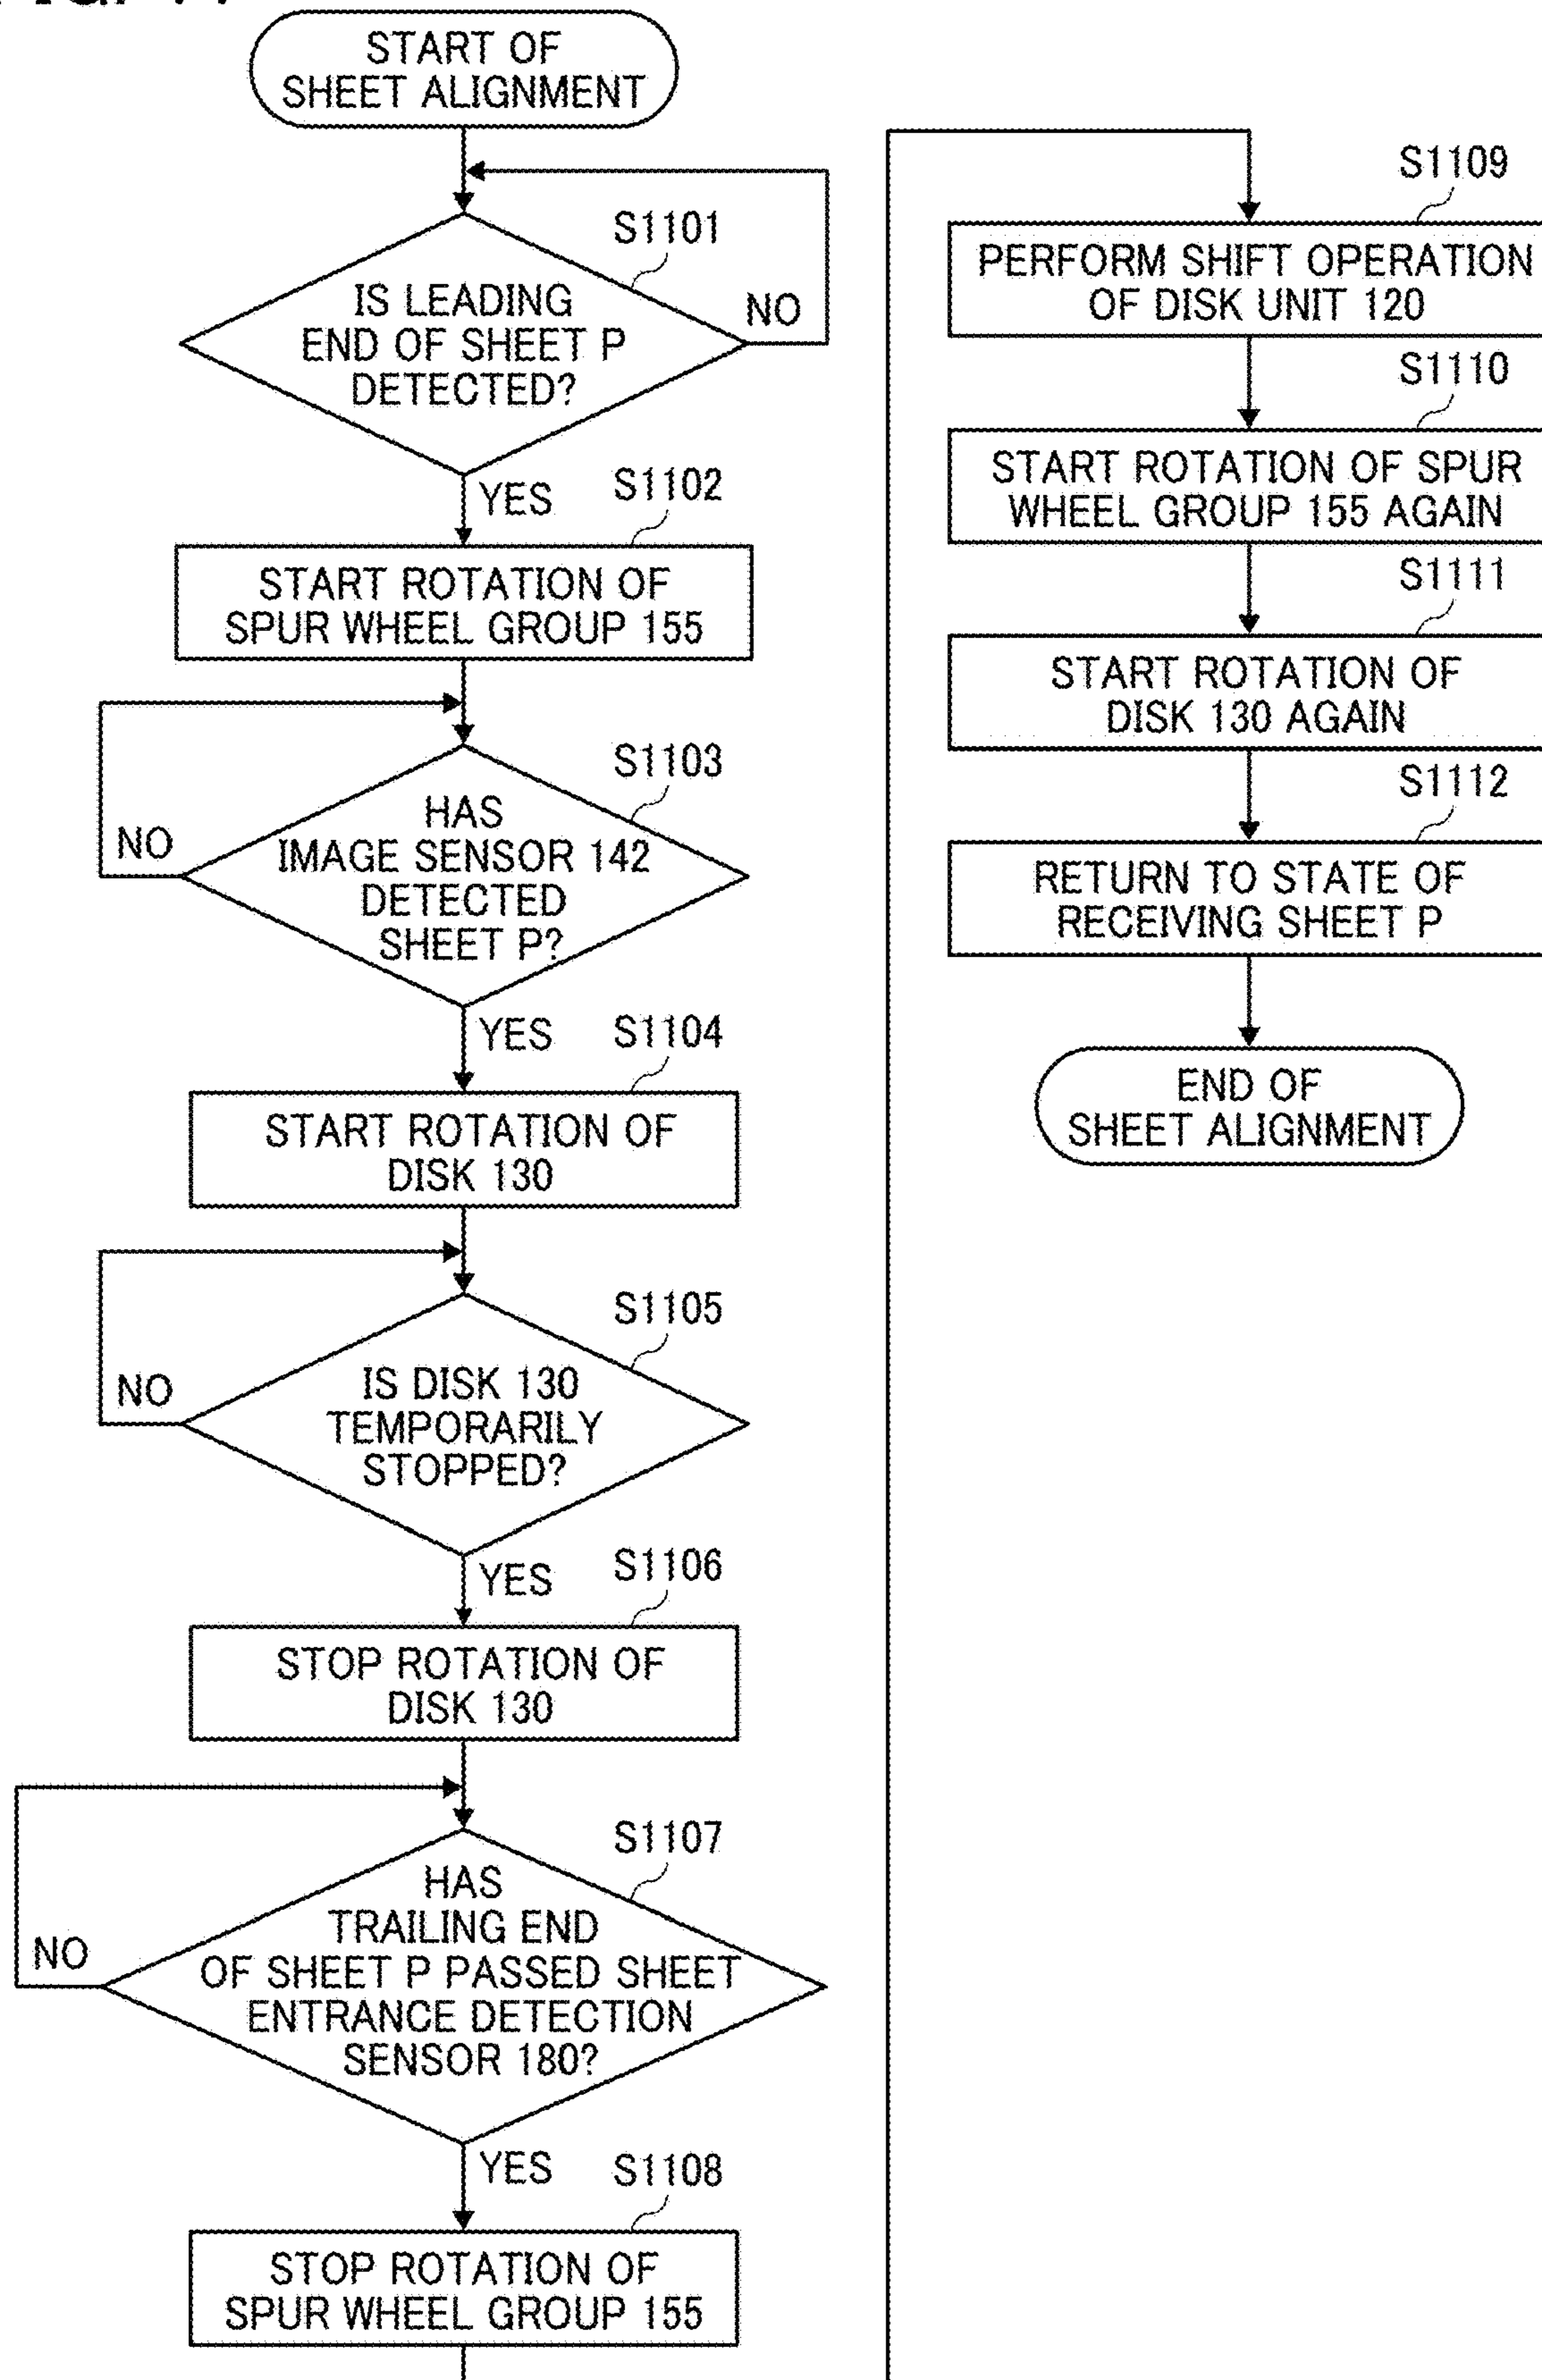 START OF
SHEET ALIGNMENT
S1101
IS LEADING
END OF SHEET P
DETECTED?
NO
YES
S1102
START ROTATION OF
SPUR WHEEL GROUP 155
S1103
HAS
IMAGE SENSOR 142
DETECTED
SHEET P?
NO
YES
S1104
START ROTATION OF
DISK 130
S1105
IS DISK 130
TEMPORARILY
STOPPED?
NO
YES
S1106
STOP ROTATION OF
DISK 130
S1107
HAS
TRAILING END
OF SHEET P PASSED SHEET
ENTRANCE DETECTION
SENSOR 180?
NO
YES
S1108
STOP ROTATION OF
SPUR WHEEL GROUP 155
S1109
PERFORM SHIFT OPERATION
OF DISK UNIT 120
S1110
START ROTATION OF SPUR
WHEEL GROUP 155 AGAIN
S1111
START ROTATION OF
DISK 130 AGAIN
S1112
RETURN TO STATE OF
RECEIVING SHEET P
END OF
SHEET ALIGNMENT